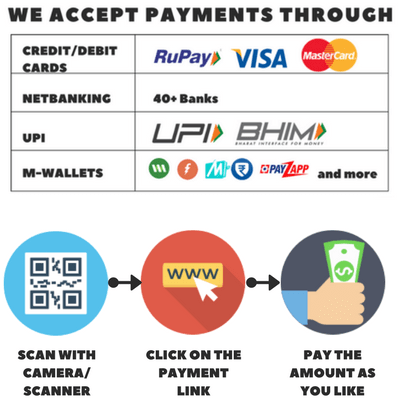 WE ACCEPT PAYMENTS THROUGH
CREDIT/DEBIT
CARDS
RuPay VISA MasterCard
NETBANKING 40+ Banks
UPI UPI BHIM
BHARAT INTERFACE FOR MONEY
M-WALLETS PAYZAPP and more
WWW
SCAN WITH
CAMERA/
SCANNER
CLICK ON THE
PAYMENT
LINK
PAY THE
AMOUNT AS
YOU LIKE